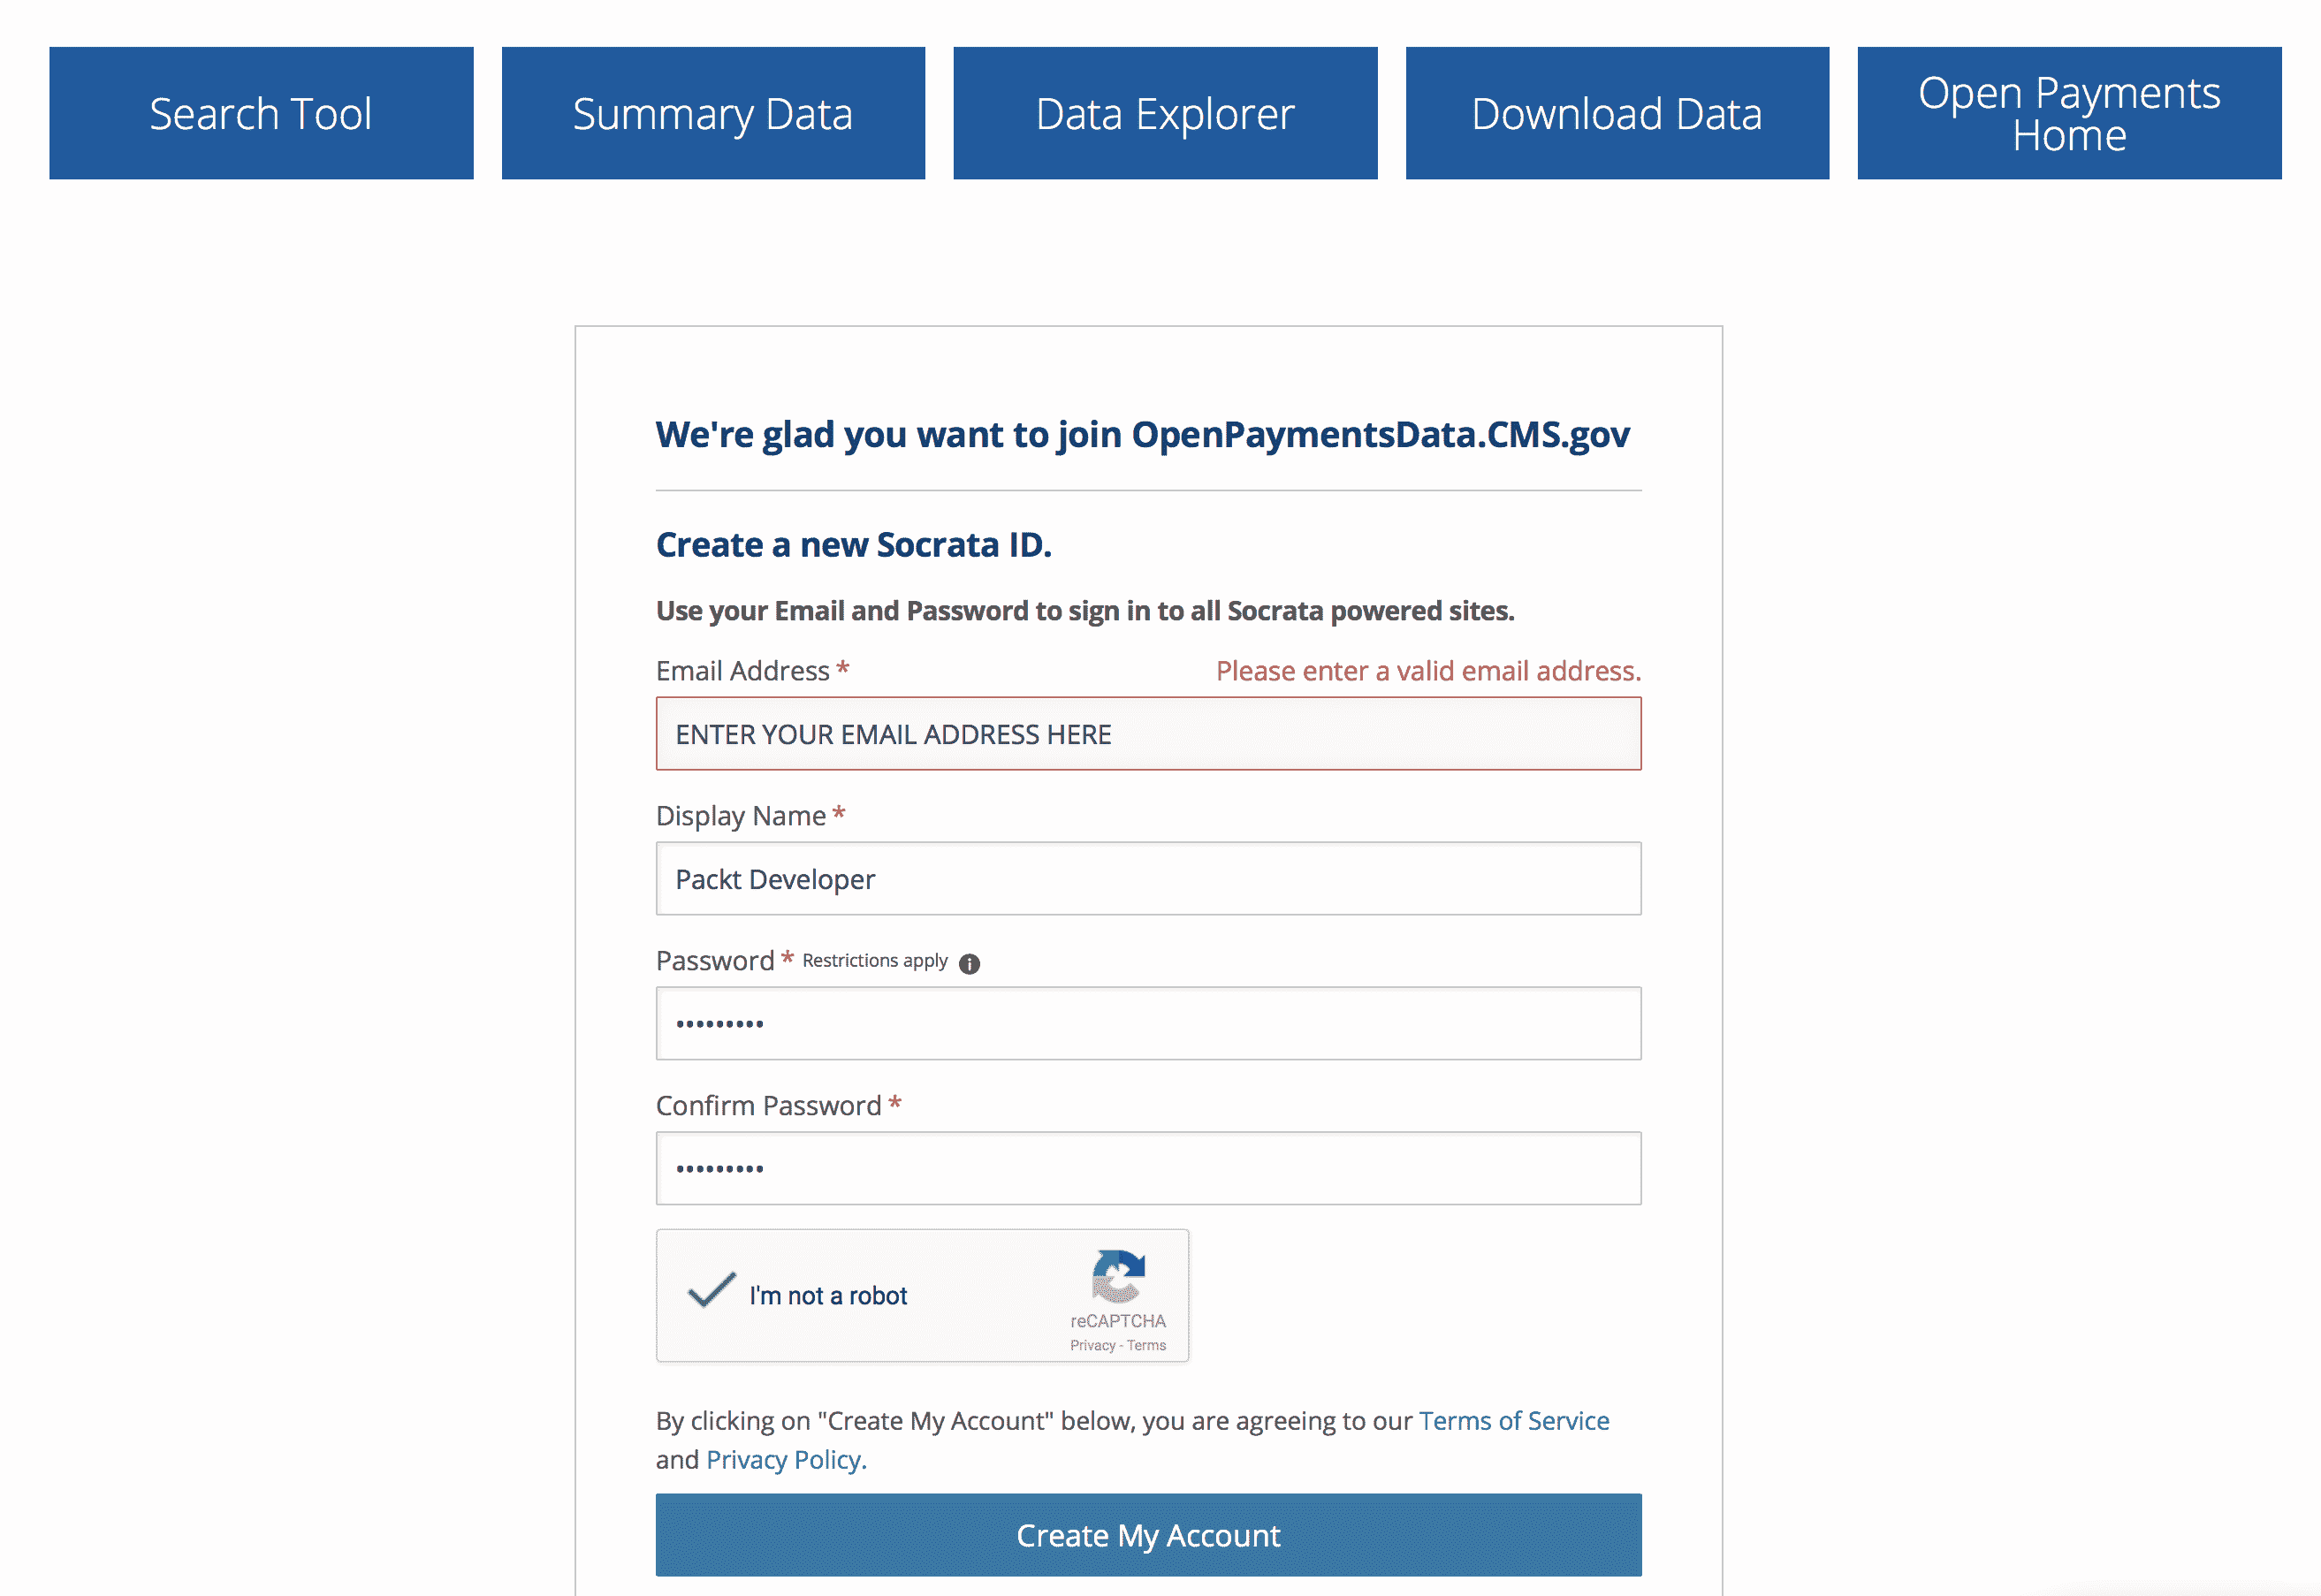 Search Tool
Summary Data
Data Explorer
Download Data
Open Payments
Home
We're glad you want to join OpenPaymentsData.CMS.gov
Create a new Socrata ID.
Use your Email and Password to sign in to all Socrata powered sites.
Email Address * Please enter a valid email address.
ENTER YOUR EMAIL ADDRESS HERE
Display Name *
Packt Developer
Password * Restrictions apply i
•••••••••
Confirm Password *
•••••••••
I'm not a robot
reCAPTCHA
Privacy - Terms
By clicking on "Create My Account" below, you are agreeing to our Terms of Service
and Privacy Policy.
Create My Account